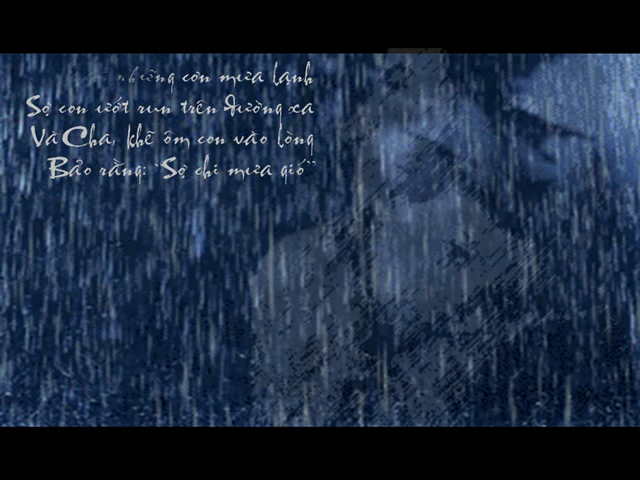 những cơn mưa lạnh
Sợ con ướt run trên đường xa
Và Cha, khẽ ôm con vào lòng
Bảo rằng: "Sợ chi mưa gió"